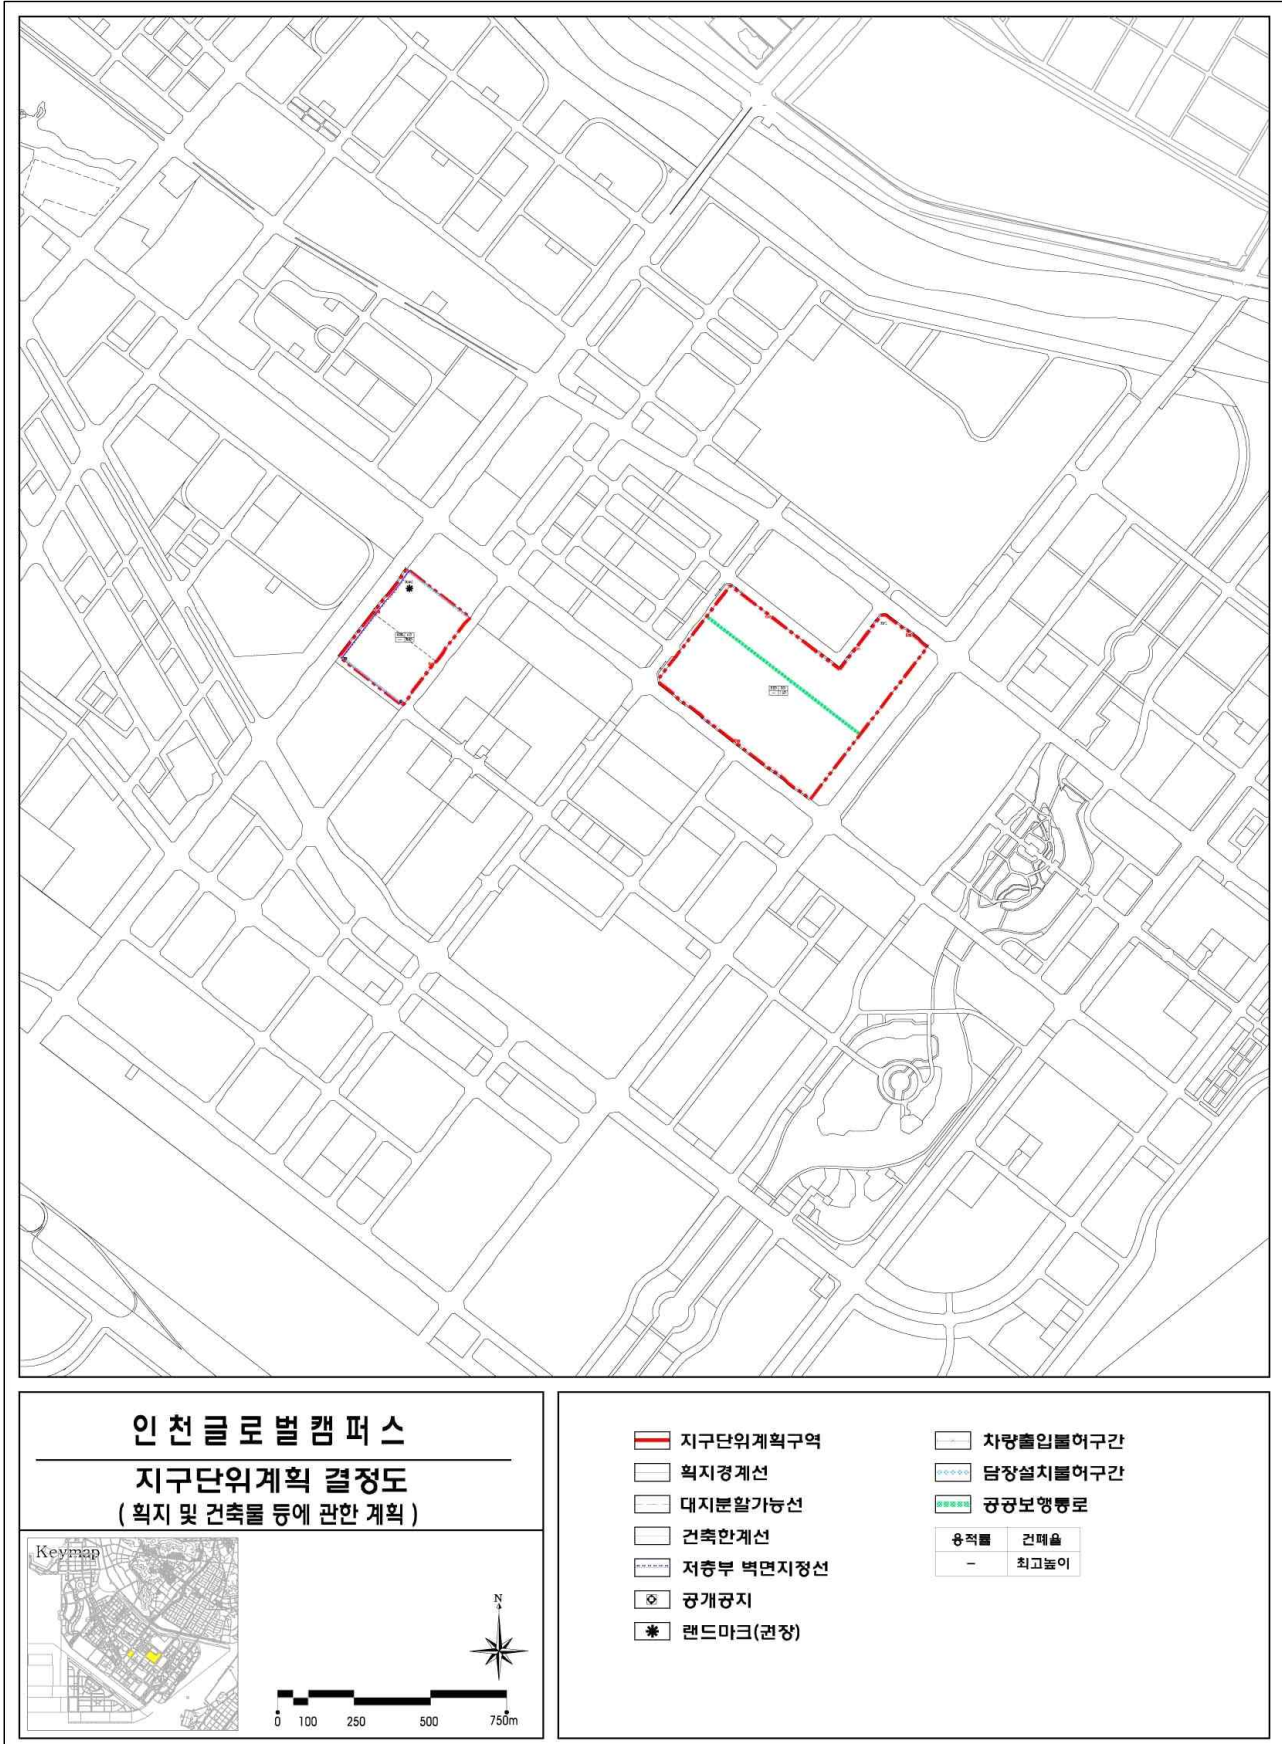 인천글로벌캠퍼스
지구단위계획 결정도
( 획지 및 건축물 등에 관한 계획 )
Keymap
N
0 100 250 500 750m
지구단위계획구역
획지경계선
대지분할가능선
건축한계선
저층부 벽면지정선
공개공지
랜드마크(권장)
차량출입불허구간
담장설치불허구간
공공보행통로
용적률 건폐율
- 최고높이